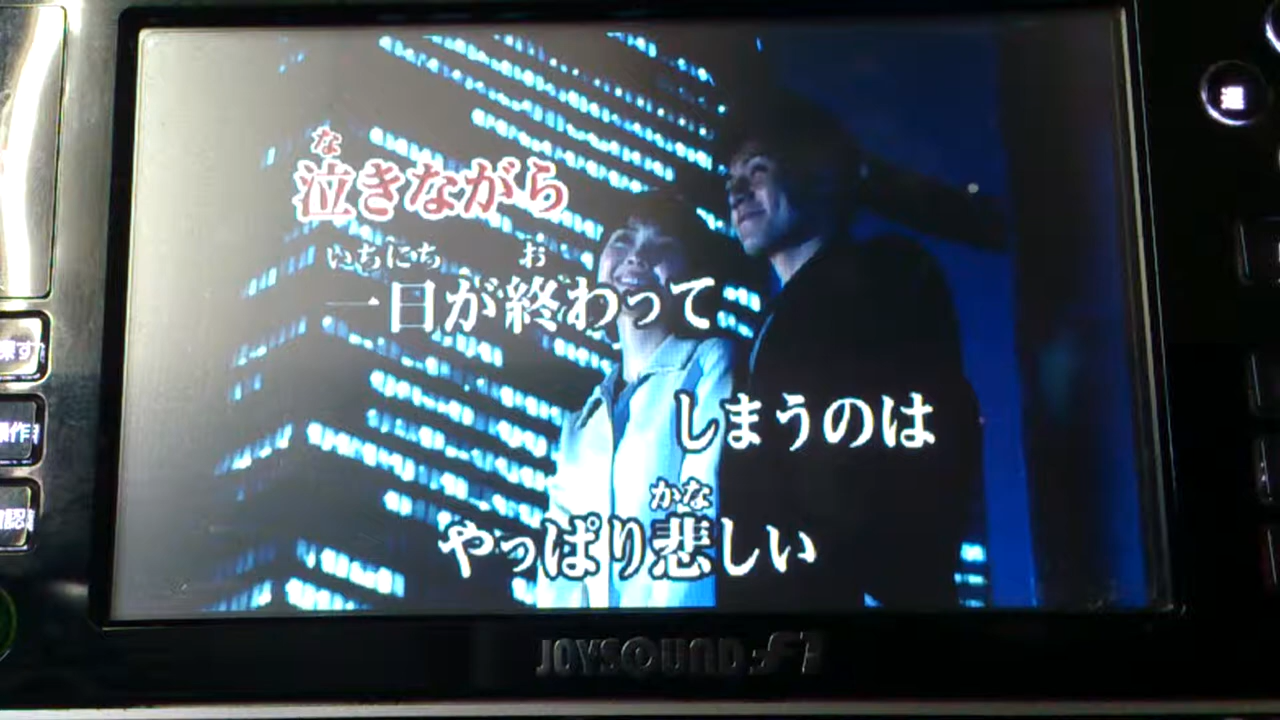 な
泣きながら
いちにち お
一日が終わって
しまうのは
かな
やっぱり悲しい
JOYSOUND f1